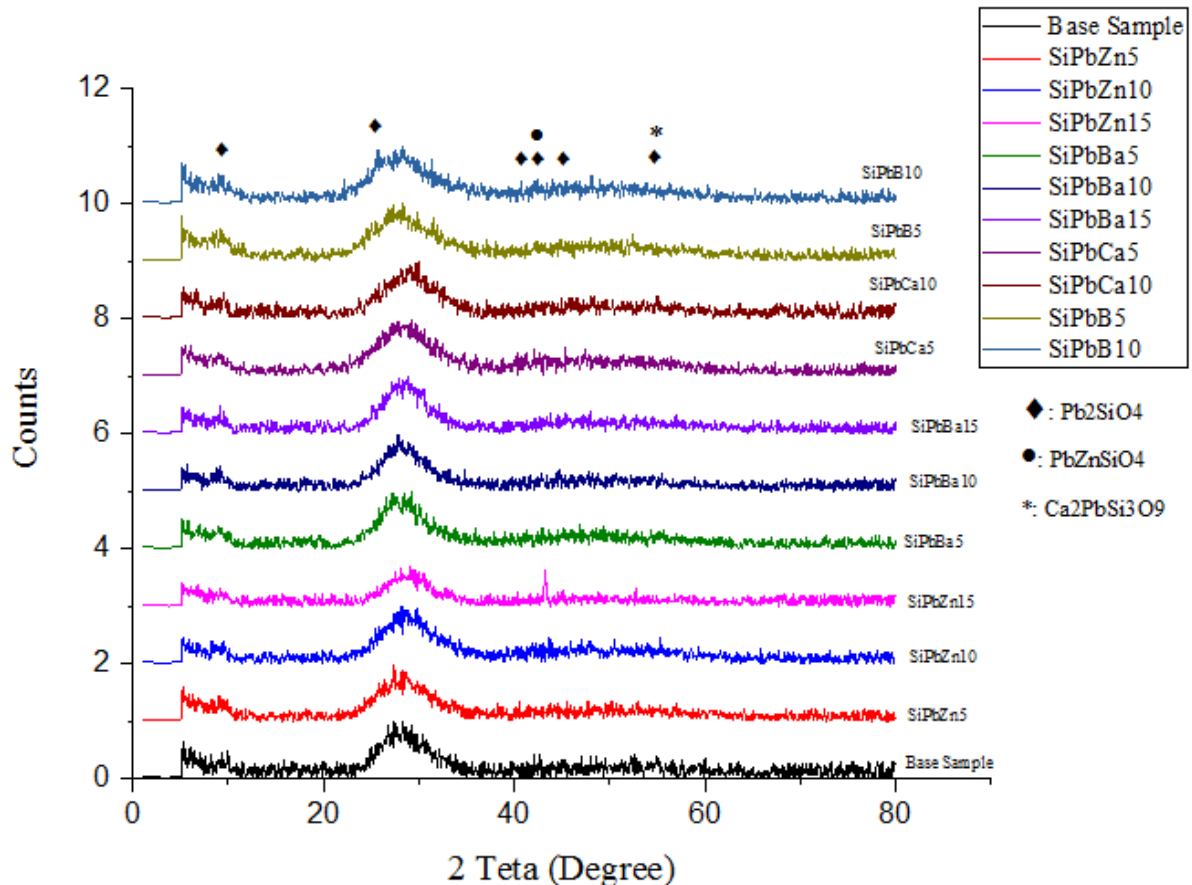 Base Sample
SiPbZn5
SiPbZn10
SiPbZn15
SiPbBa5
SiPbBa10
SiPbBa15
SiPbCa5
SiPbCa10
SiPbB5
SiPbB10
12
10
8
6
4
2
0
Counts
SiPbB10
SiPbB5
SiPbCa10
SiPbCa5
SiPbBa15
SiPbBa10
SiPbBa5
SiPbZn15
SiPbZn10
SiPbZn5
Base Sample
◆: Pb2SiO4
●: PbZnSiO4
*: Ca2PbSi3O9
*
0 20 40 60 80
2 Teta (Degree)